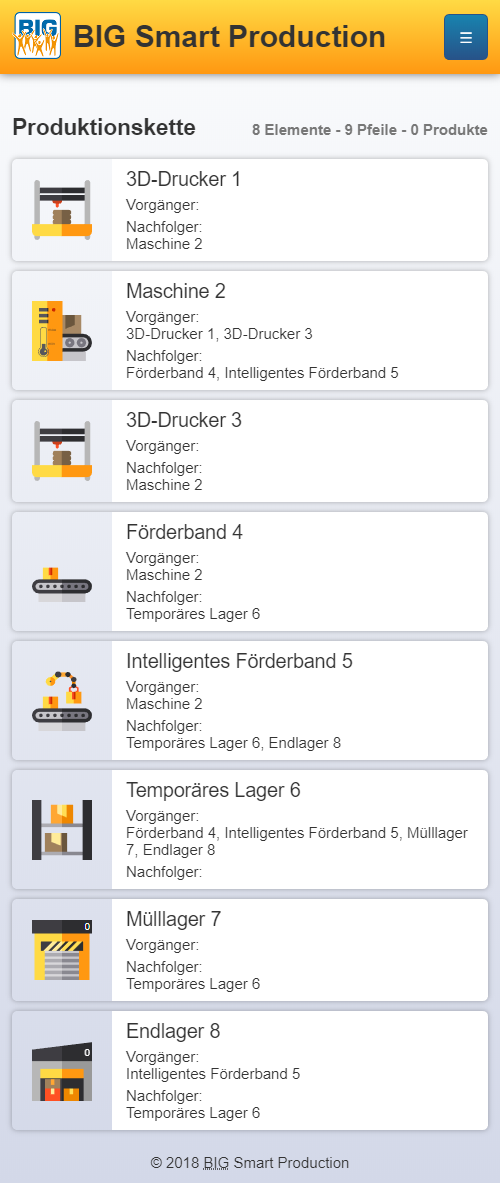 BIG
BIG Smart Production
☰
Produktionskette
8 Elemente - 9 Pfeile - 0 Produkte
3D-Drucker 1
Vorgänger:
Nachfolger:
Maschine 2
Maschine 2
Vorgänger:
3D-Drucker 1, 3D-Drucker 3
Nachfolger:
Förderband 4, Intelligentes Förderband 5
3D-Drucker 3
Vorgänger:
Nachfolger:
Maschine 2
Förderband 4
Vorgänger:
Maschine 2
Nachfolger:
Temporäres Lager 6
Intelligentes Förderband 5
Vorgänger:
Maschine 2
Nachfolger:
Temporäres Lager 6, Endlager 8
Temporäres Lager 6
Vorgänger:
Förderband 4, Intelligentes Förderband 5, Mülllager
7, Endlager 8
Nachfolger:
0
Mülllager 7
Vorgänger:
Nachfolger:
Temporäres Lager 6
0
Endlager 8
Vorgänger:
Intelligentes Förderband 5
Nachfolger:
Temporäres Lager 6
© 2018 BIG Smart Production